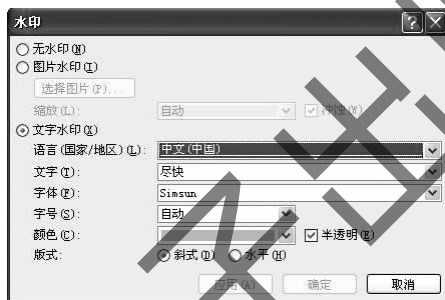 水印
无水印(N)
图片水印(I)
选择图片(P)...
缩放(L): 自动 冲蚀(W)
文字水印(X)
语言(国家/地区)(L): 中文(中国)
文字(T): 尽快
字体(F): Simsun
字号(S): 自动
颜色(C): 半透明(E)
版式: 斜式(D) 水平(H)
应用(A) 确定 取消